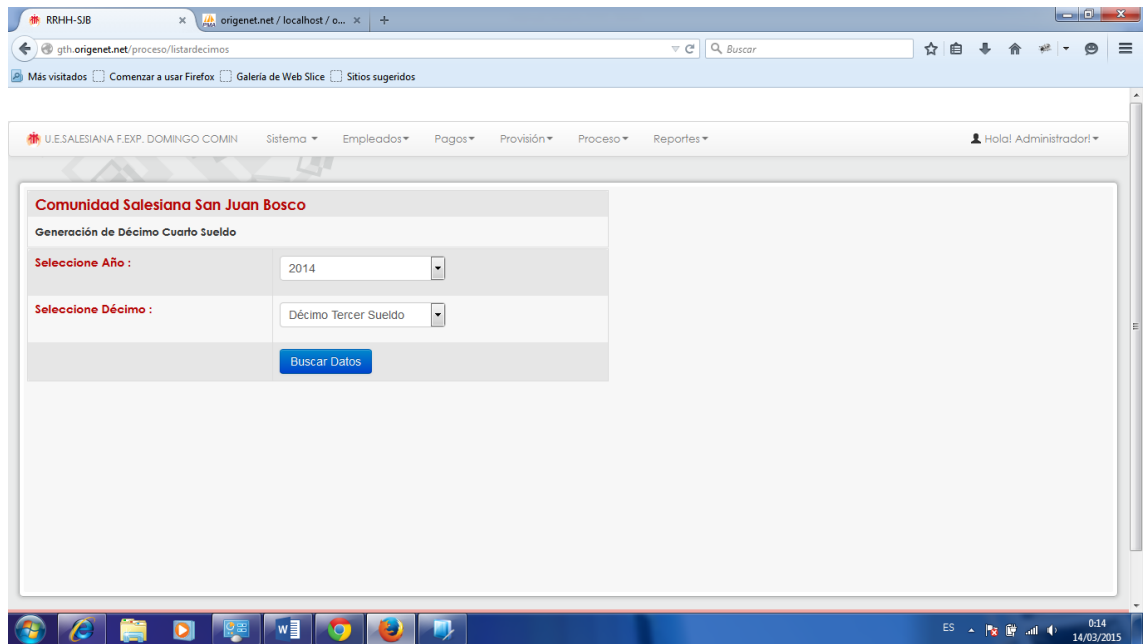 RRHH-SJB
origenet.net / localhost / o...
gth.origenet.net/proceso/listardecimos
Buscar
Más visitados Comenzar a usar Firefox Galería de Web Slice Sitios sugeridos
U.E.SALESIANA F.EXP. DOMINGO COMIN Sistema Empleados Pagos Provisión Proceso Reportes Hola! Administrador!
Comunidad Salesiana San Juan Bosco
Generación de Décimo Cuarto Sueldo
Seleccione Año : 2014
Seleccione Décimo : Décimo Tercer Sueldo
Buscar Datos
ES 0:14
14/03/2015